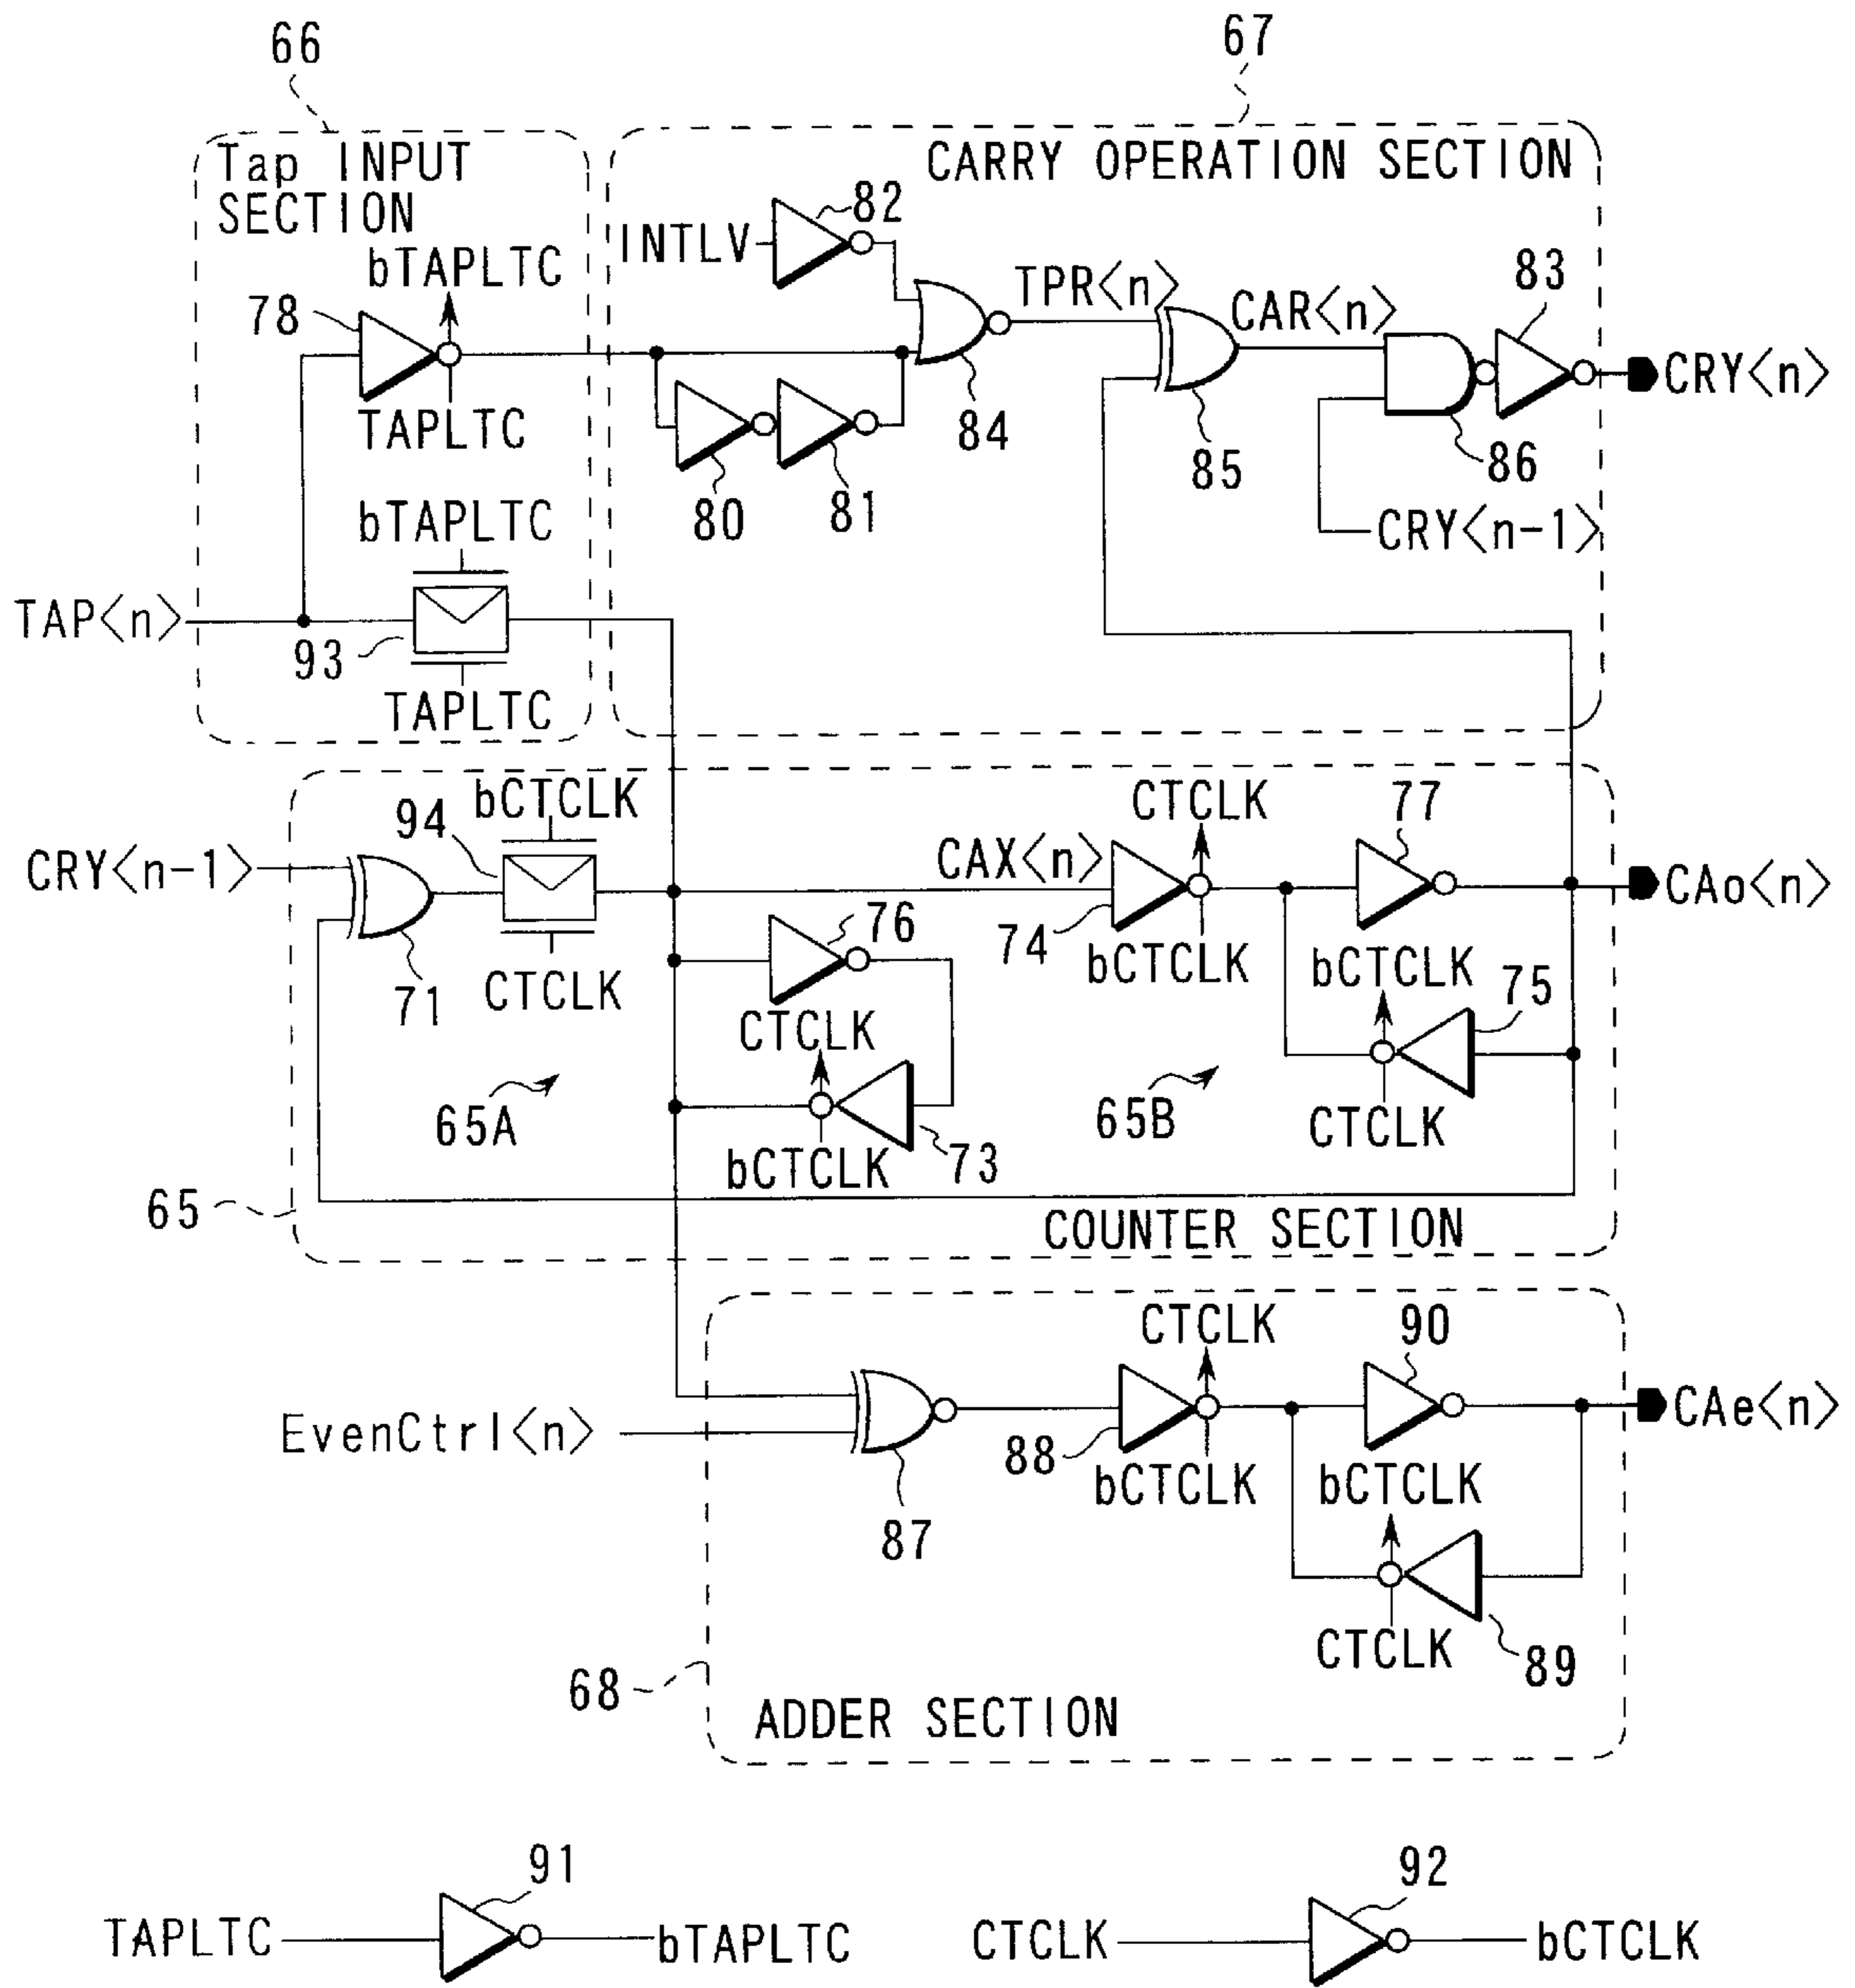 66
67
Tap INPUT
SECTION
CARRY OPERATION SECTION
82
INTLV
bTAPLTC
78
TAPLTC
TPR<n>
CAR<n>
83
CRY<n>
84
85
86
80
81
CRY<n-1>
bTAPLTC
TAP<n>
93
TAPLTC
bCTCLK
94
CRY<n-1>
71
CTCLK
CAX<n>
CTCLK
77
74
bCTCLK
CAo<n>
76
bCTCLK
75
CTCLK
CTCLK
65A
65B
73
bCTCLK
65
COUNTER SECTION
CTCLK
90
EvenCtrl<n>
87
88
bCTCLK
bCTCLK
CAe<n>
CTCLK
89
68
ADDER SECTION
91
TAPLTC
bTAPLTC
92
CTCLK
bCTCLK